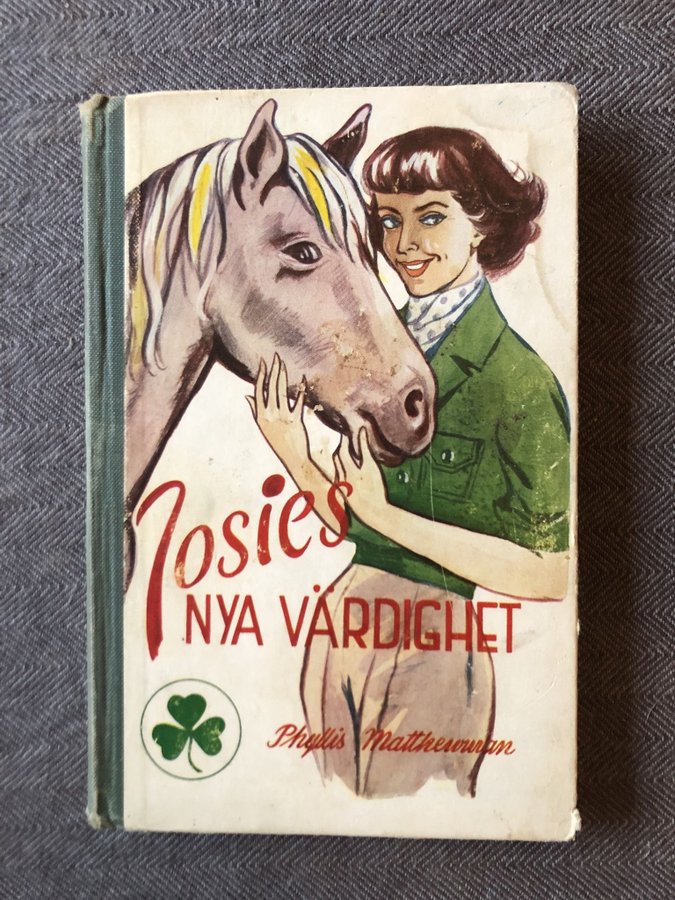 Josies
NYA VÄRDIGHET
Phyllis Matthewman